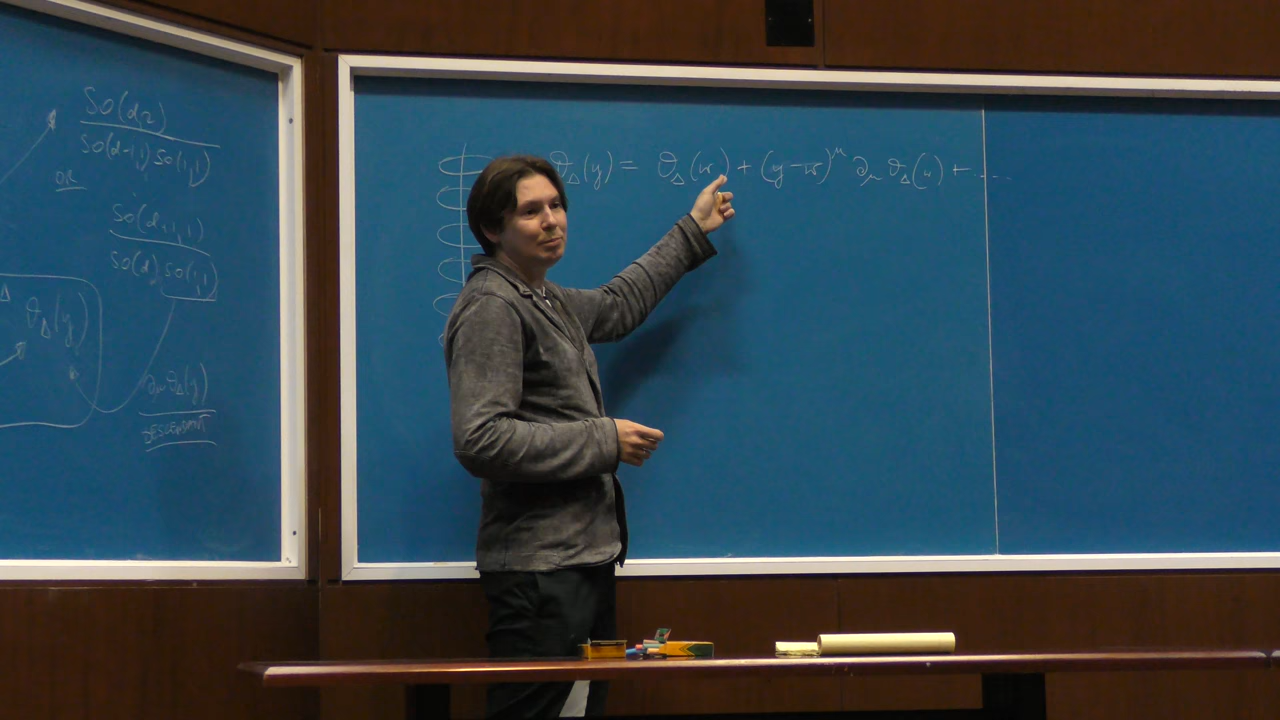 SO(d,2)
SO(d-1,1) SO(1,1)
OR
SO(d+1,1)
SO(d) SO(1,1)
Δ
𝒪_Δ(y)
∂_μ 𝒪_Δ(y)
DESCENDANT
𝒪_Δ(y) = 𝒪_Δ(w) + (y-w)^μ ∂_μ 𝒪_Δ(w) + .....